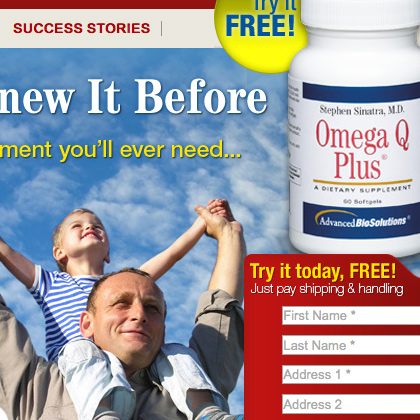 Try it
FREE!
SUCCESS STORIES
new It Before
ment you'll ever need...
Stephen Sinatra, M.D.
Omega Q
Plus®
A DIETARY SUPPLEMENT
60 Softgels
Advanced BioSolutions®
Try it today, FREE!
Just pay shipping & handling
First Name *
Last Name *
Address 1 *
Address 2